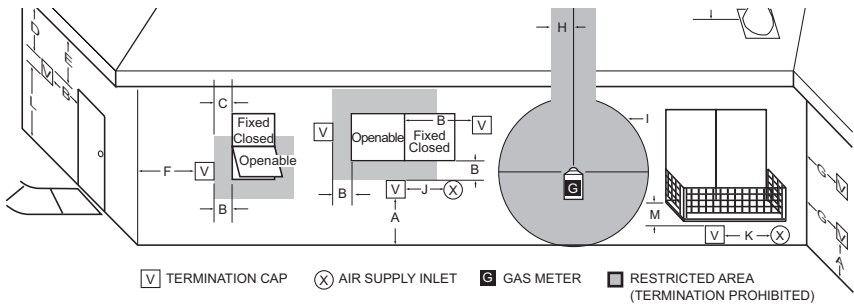 D
E
V
B
L
C
Fixed
Closed
Openable
F
V
B
V
Openable
B
Fixed
Closed
V
B
B
V
J
X
A
H
I
G
M
V
K
X
G
V
G
V
A
V TERMINATION CAP
X AIR SUPPLY INLET
G GAS METER
RESTRICTED AREA
(TERMINATION PROHIBITED)